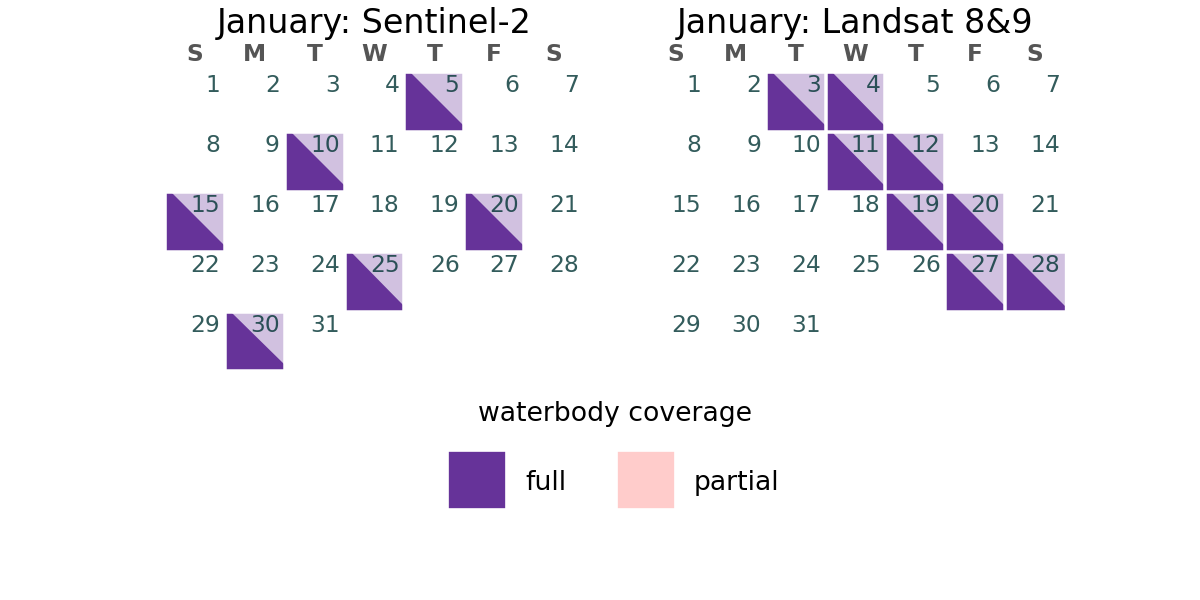 January: Sentinel-2
S M T W T F S
1 2 3 4 5 6 7
8 9 10 11 12 13 14
15 16 17 18 19 20 21
22 23 24 25 26 27 28
29 30 31
January: Landsat 8&9
S M T W T F S
1 2 3 4 5 6 7
8 9 10 11 12 13 14
15 16 17 18 19 20 21
22 23 24 25 26 27 28
29 30 31
waterbody coverage
full partial